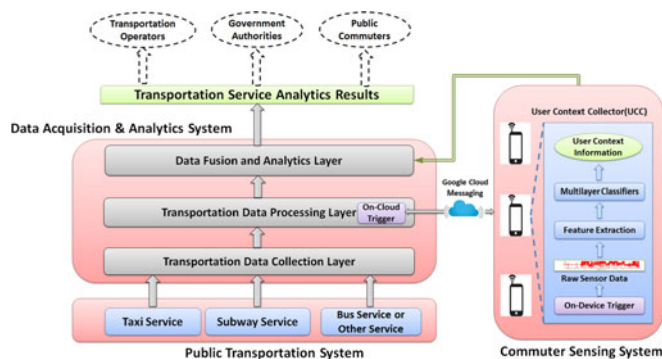 Transportation
Operators
Government
Authorities
Public
Commuters
Transportation Service Analytics Results
Data Acquisition & Analytics System
Data Fusion and Analytics Layer
Transportation Data Processing Layer
On-Cloud
Trigger
Transportation Data Collection Layer
Taxi Service
Subway Service
Bus Service or
Other Service
Public Transportation System
Google Cloud
Messaging
User Context Collector(UCC)
User Context
Information
Multilayer Classifiers
Feature Extraction
Raw Sensor Data
On-Device Trigger
Commuter Sensing System